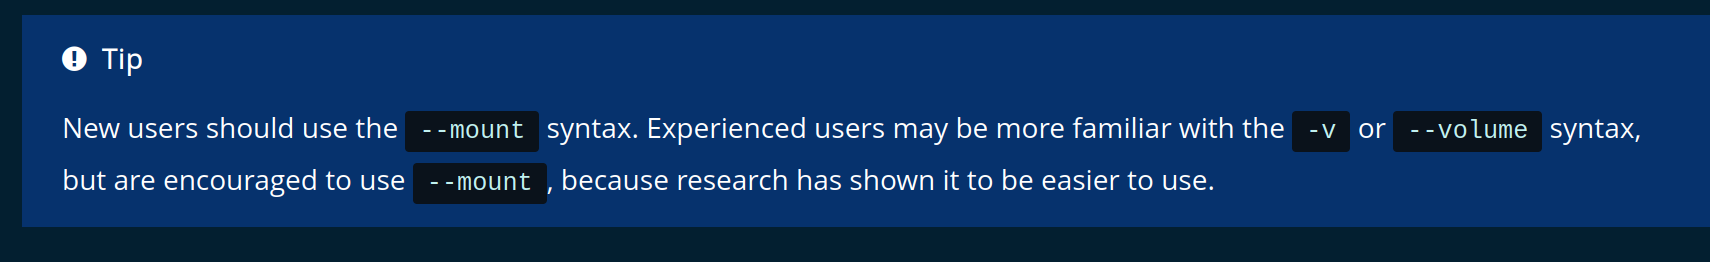 Tip
New users should use the --mount syntax. Experienced users may be more familiar with the -v or --volume syntax,
but are encouraged to use --mount, because research has shown it to be easier to use.